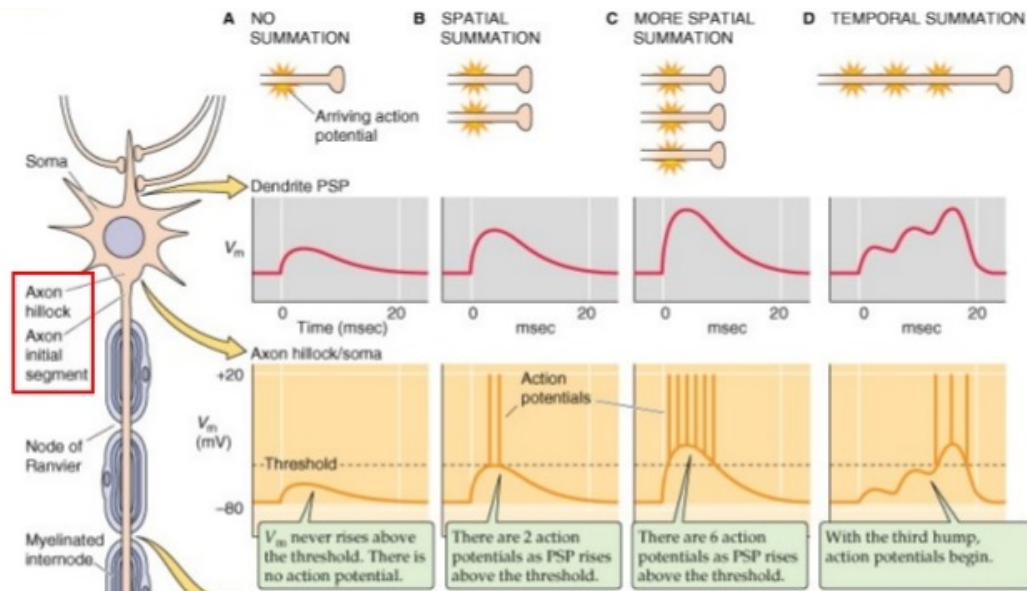 A NO
SUMMATION
B SPATIAL
SUMMATION
C MORE SPATIAL
SUMMATION
D TEMPORAL SUMMATION
Arriving action
potential
Soma
Dendrite PSP
Vm
0
20
Time (msec)
0
20
msec
0
20
msec
0
20
msec
Axon
hillock
Axon
initial
segment
Axon hillock/soma
+20
Vm
(mV)
Threshold
−80
Action
potentials
Node of
Ranvier
Myelinated
internode
Vm never rises above
the threshold. There is
no action potential.
There are 2 action
potentials as PSP rises
above the threshold.
There are 6 action
potentials as PSP rises
above the threshold.
With the third hump,
action potentials begin.